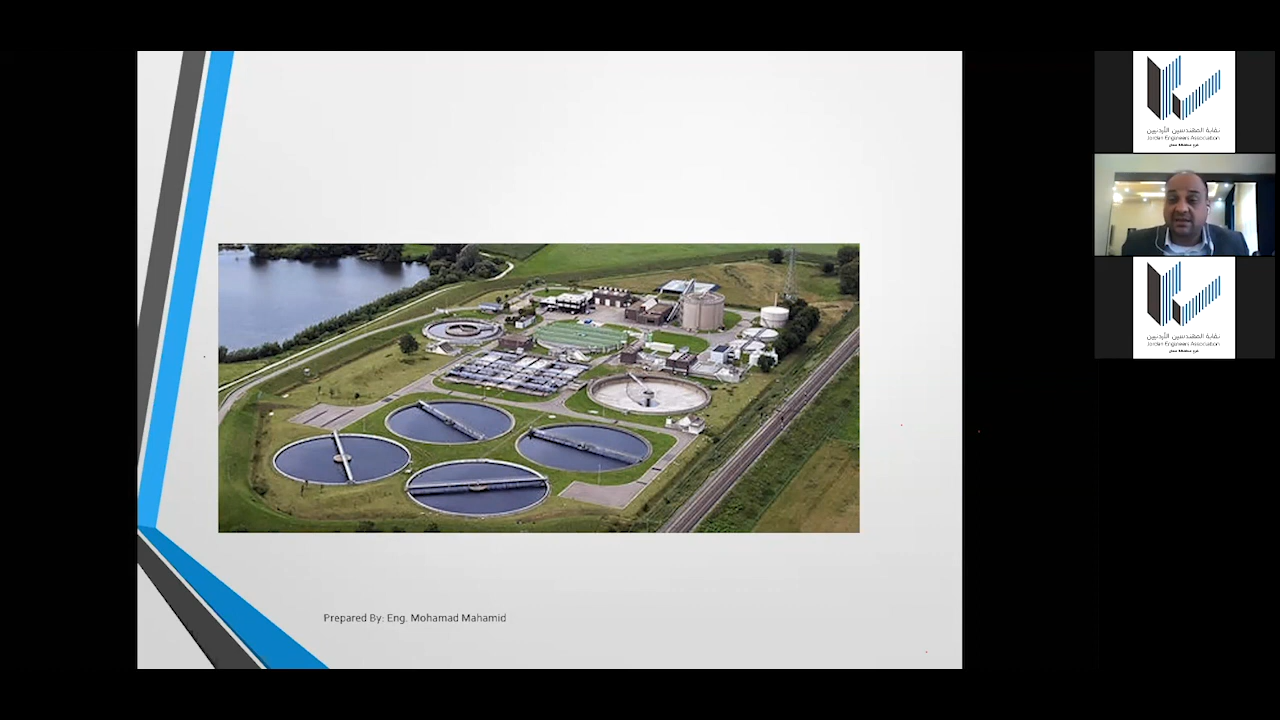 Prepared By: Eng. Mohamad Mahamid
نقابة المهندسين الأردنيين
Jordan Engineers Association
نقابة المهندسين الأردنيين
Jordan Engineers Association